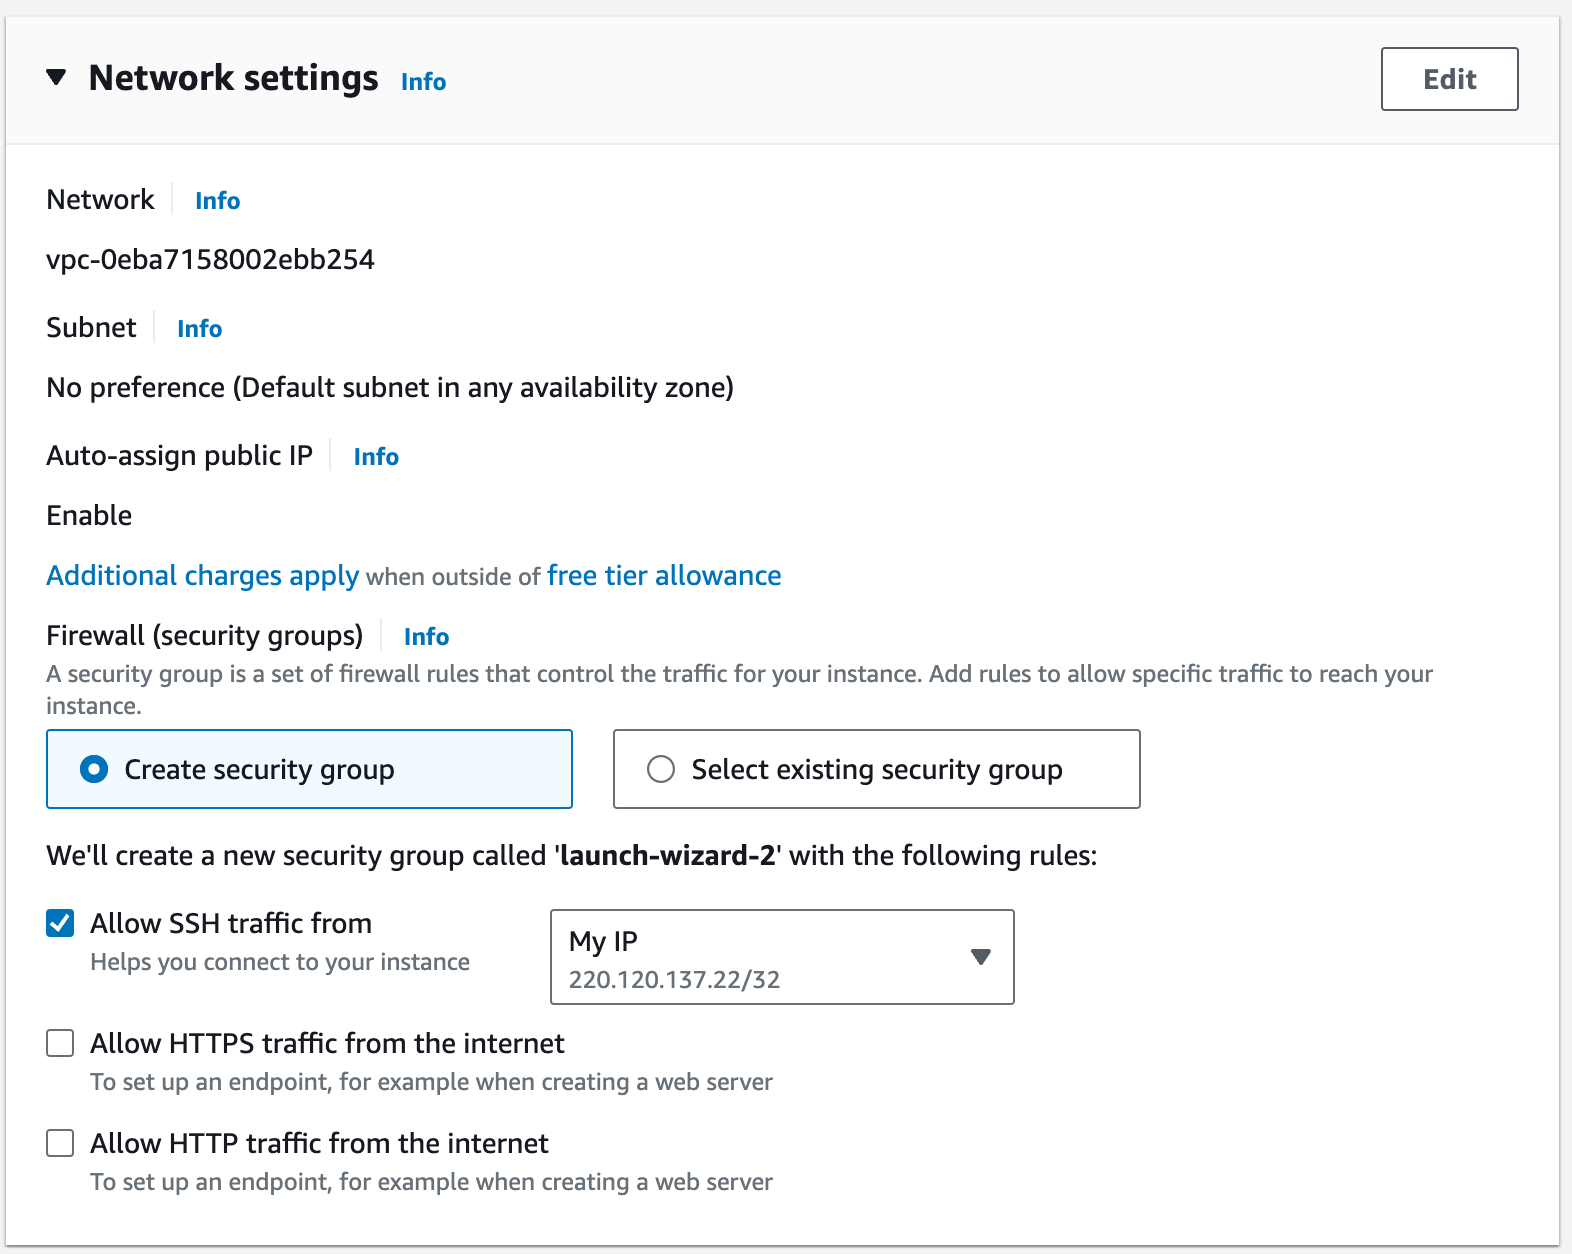 Network settings Info
Edit
Network Info
vpc-0eba7158002ebb254
Subnet Info
No preference (Default subnet in any availability zone)
Auto-assign public IP Info
Enable
Additional charges apply when outside of free tier allowance
Firewall (security groups) Info
A security group is a set of firewall rules that control the traffic for your instance. Add rules to allow specific traffic to reach your
instance.
Create security group
Select existing security group
We'll create a new security group called 'launch-wizard-2' with the following rules:
Allow SSH traffic from
Helps you connect to your instance
My IP
220.120.137.22/32
Allow HTTPS traffic from the internet
To set up an endpoint, for example when creating a web server
Allow HTTP traffic from the internet
To set up an endpoint, for example when creating a web server